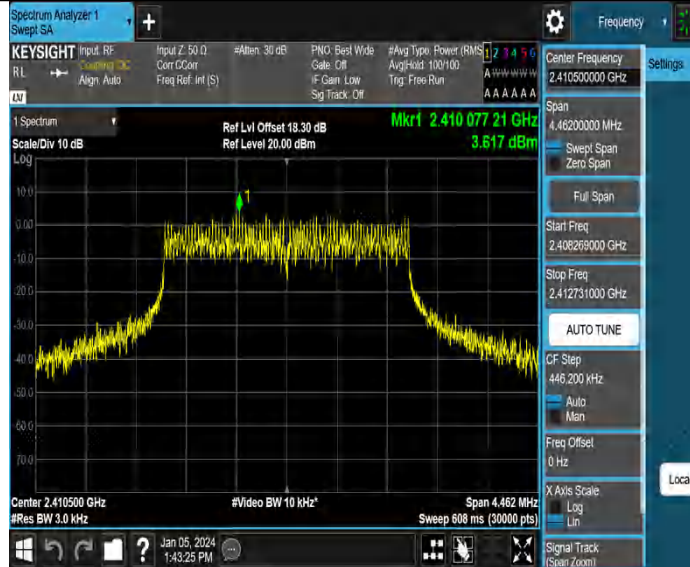 Spectrum Analyzer 1
Swept SA
+
Frequency
KEYSIGHT
RL
LXI
Input: RF
Coupling: DC
Align: Auto
Input Z: 50 Ω
Corr CCorr
Freq Ref: Int (S)
#Atten: 30 dB
PNO: Best Wide
Gate: Off
IF Gain: Low
Sig Track: Off
#Avg Type: Power (RMS
Avg|Hold: 100/100
Trig: Free Run
1 2 3 4 5 6
A W W W W W
A A A A A A
1 Spectrum
Scale/Div 10 dB
Ref Lvl Offset 18.30 dB
Ref Level 20.00 dBm
Mkr1 2.410 077 21 GHz
3.617 dBm
Log
10.0
0.00
-10.0
-20.0
-30.0
-40.0
-50.0
-60.0
-70.0
1
Center 2.410500 GHz
#Res BW 3.0 kHz
#Video BW 10 kHz*
Span 4.462 MHz
Sweep 608 ms (30000 pts)
Jan 05, 2024
1:43:25 PM
?
Center Frequency
2.410500000 GHz
Settings
Span
4.46200000 MHz
Swept Span
Zero Span
Full Span
Start Freq
2.408269000 GHz
Stop Freq
2.412731000 GHz
AUTO TUNE
CF Step
446.200 kHz
Auto
Man
Freq Offset
0 Hz
X Axis Scale
Log
Lin
Loca
Signal Track
(Span Zoom)